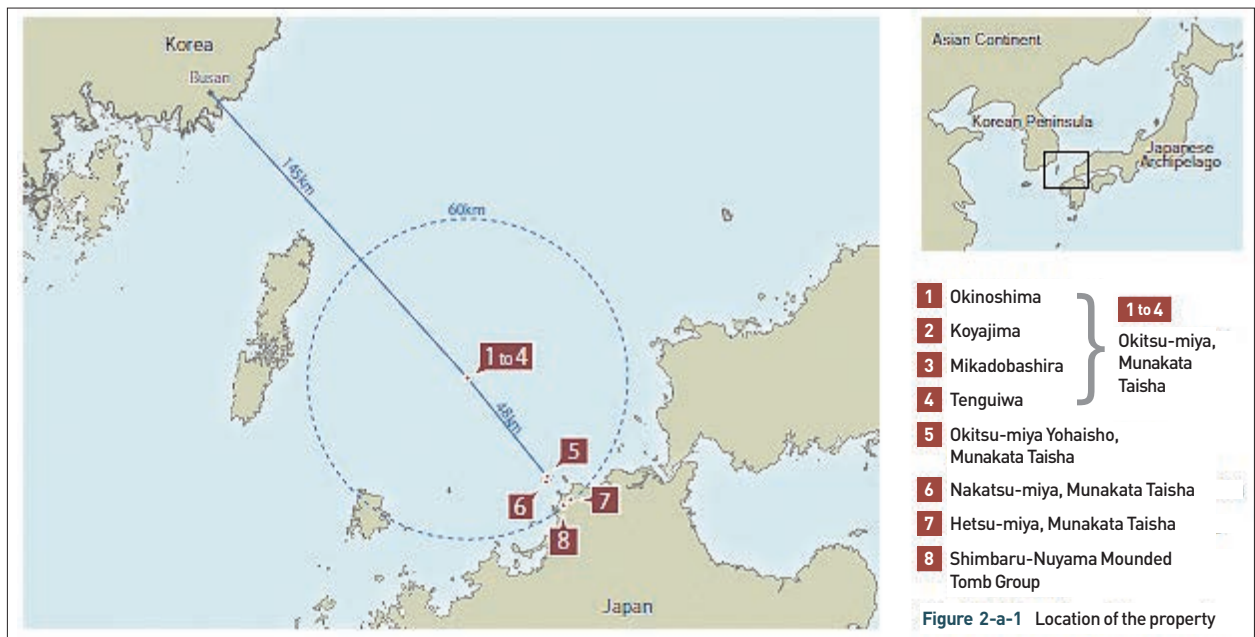 Korea
Busan
145km
60km
1 to 4
48km
5
6
7
8
Japan
Asian Continent
Korean Peninsula
Japanese
Archipelago
1 Okinoshima
2 Koyajima
3 Mikadobashira
4 Tenguiwa
1 to 4
Okitsu-miya,
Munakata
Taisha
5 Okitsu-miya Yohaisho,
Munakata Taisha
6 Nakatsu-miya, Munakata Taisha
7 Hetsu-miya, Munakata Taisha
8 Shimbaru-Nuyama Mounded
Tomb Group
Figure 2-a-1 Location of the property